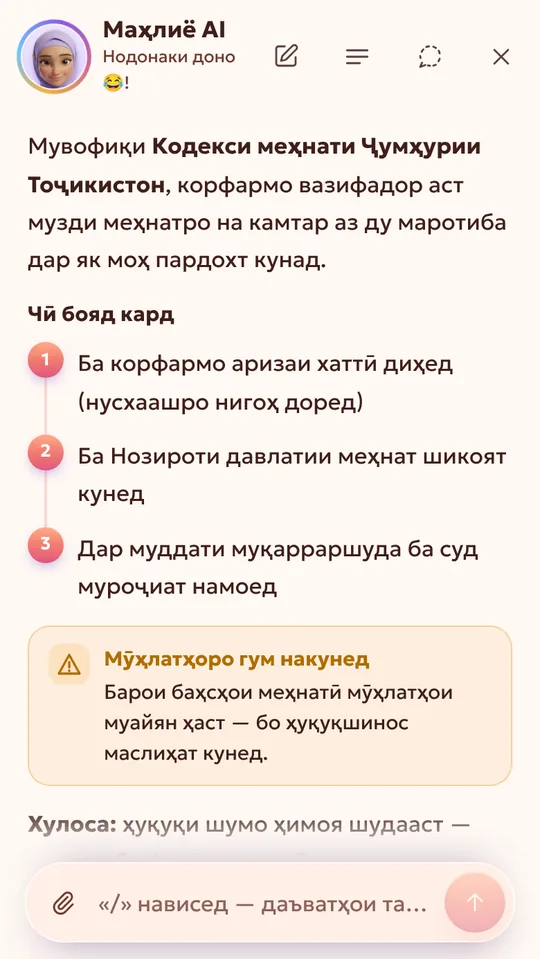 Маҳлиё AI
Нодонаки доно
😂!
Мувофиқи Кодекси меҳнати Ҷумҳурии
Тоҷикистон, корфармо вазифадор аст
музди меҳнатро на камтар аз ду маротиба
дар як моҳ пардохт кунад.
Чӣ бояд кард
1
Ба корфармо аризаи хаттӣ диҳед
(нусхаашро нигоҳ доред)
2
Ба Нозироти давлатии меҳнат шикоят
кунед
3
Дар муддати муқарраршуда ба суд
муроҷиат намоед
Мӯҳлатҳоро гум накунед
Барои баҳсҳои меҳнатӣ мӯҳлатҳои
муайян ҳаст — бо ҳуқуқшинос
маслиҳат кунед.
Хулоса: ҳуқуқи шумо ҳимоя шудааст —
«/» нависед — даъватҳои та...